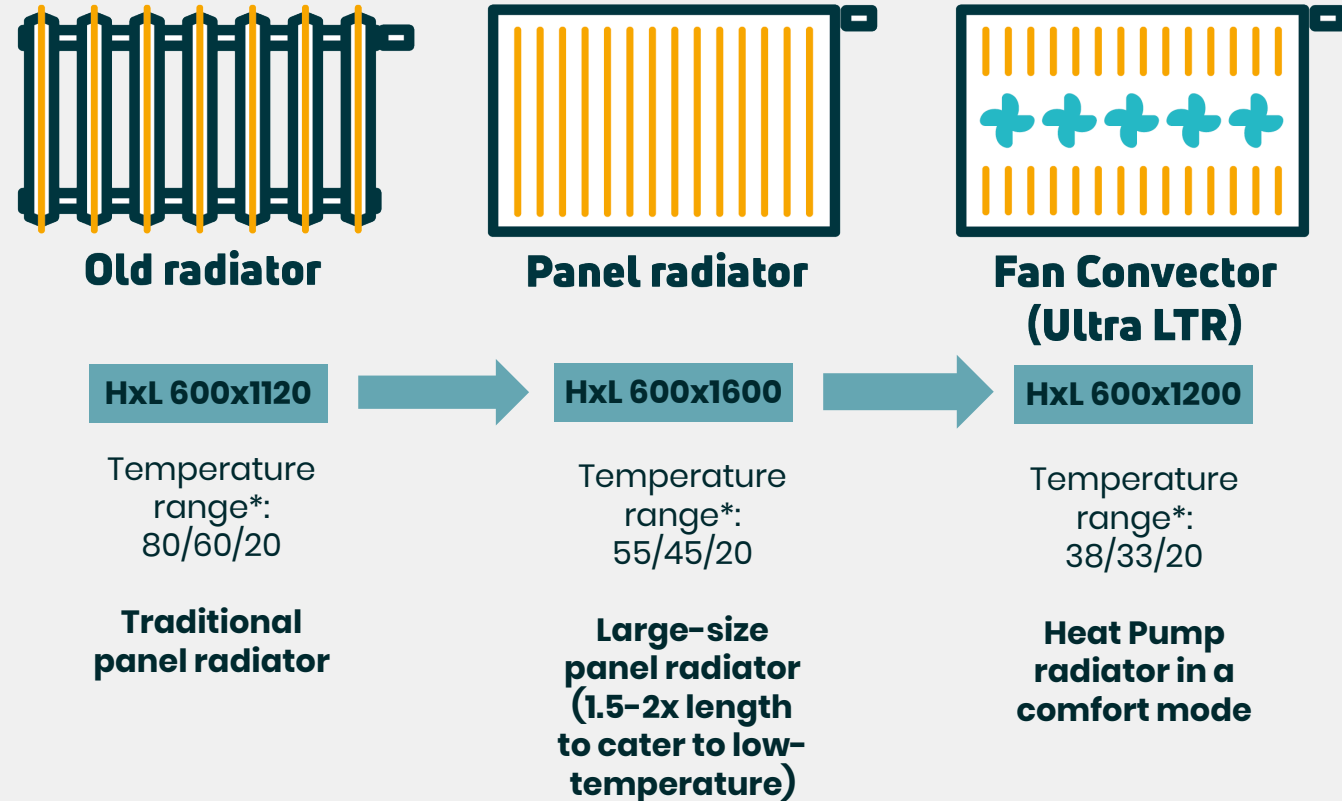 Old radiator
HxL 600x1120
Temperature
range*:
80/60/20
Traditional
panel radiator
Panel radiator
HxL 600x1600
Temperature
range*:
55/45/20
Large-size
panel radiator
(1.5-2x length
to cater to low-
temperature)
Fan Convector
(Ultra LTR)
HxL 600x1200
Temperature
range*:
38/33/20
Heat Pump
radiator in a
comfort mode